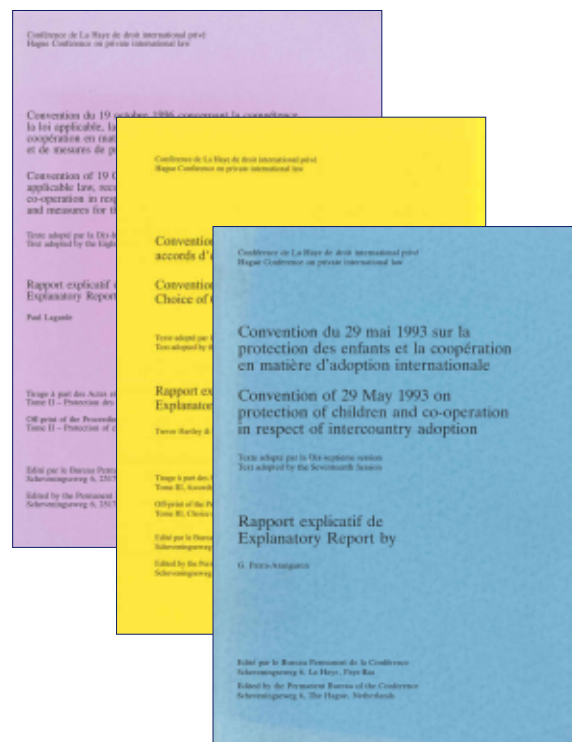 Conférence de La Haye de droit international privé
Hague Conference on private international law
Convention du 19 octobre 1996 concernant la compétence,
la loi applicable, la
coopération en mat
et de mesures de p
Convention of 19 O
applicable law, reco
co-operation in resp
and measures for th
Texte adopté par la Dix-h
Text adopted by the Eight
Rapport explicatif d
Explanatory Report
Paul Lagarde
Tirage à part des Actes et
Tome II – Protection des
Off-print of the Proceedin
Tome II – Protection of c
Edité par le Bureau Perma
Scheveningseweg 6, 2517
Edited by the Permanent
Scheveningseweg 6, 2517
Conférence de La Haye de droit international privé
Hague Conference on private international law
Convention
accords d'é
Convention
Choice of C
Texte adopté par l
Text adopted by th
Rapport ex
Explanatory
Trevor Hartley &
Tirage à part des A
Tome III, Accords
Off-print of the Pr
Tome III, Choice o
Edité par le Bureau
Scheveningseweg
Edited by the Perm
Scheveningseweg
Conférence de La Haye de droit international privé
Hague Conference on private international law
Convention du 29 mai 1993 sur la
protection des enfants et la coopération
en matière d'adoption internationale
Convention of 29 May 1993 on
protection of children and co-operation
in respect of intercountry adoption
Texte adopté par la Dix-septième session
Text adopted by the Seventeenth Session
Rapport explicatif de
Explanatory Report by
G. Parra-Aranguren
Edité par le Bureau Permanent de la Conférence
Scheveningseweg 6, La Haye, Pays-Bas
Edited by the Permanent Bureau of the Conference
Scheveningseweg 6, The Hague, Netherlands